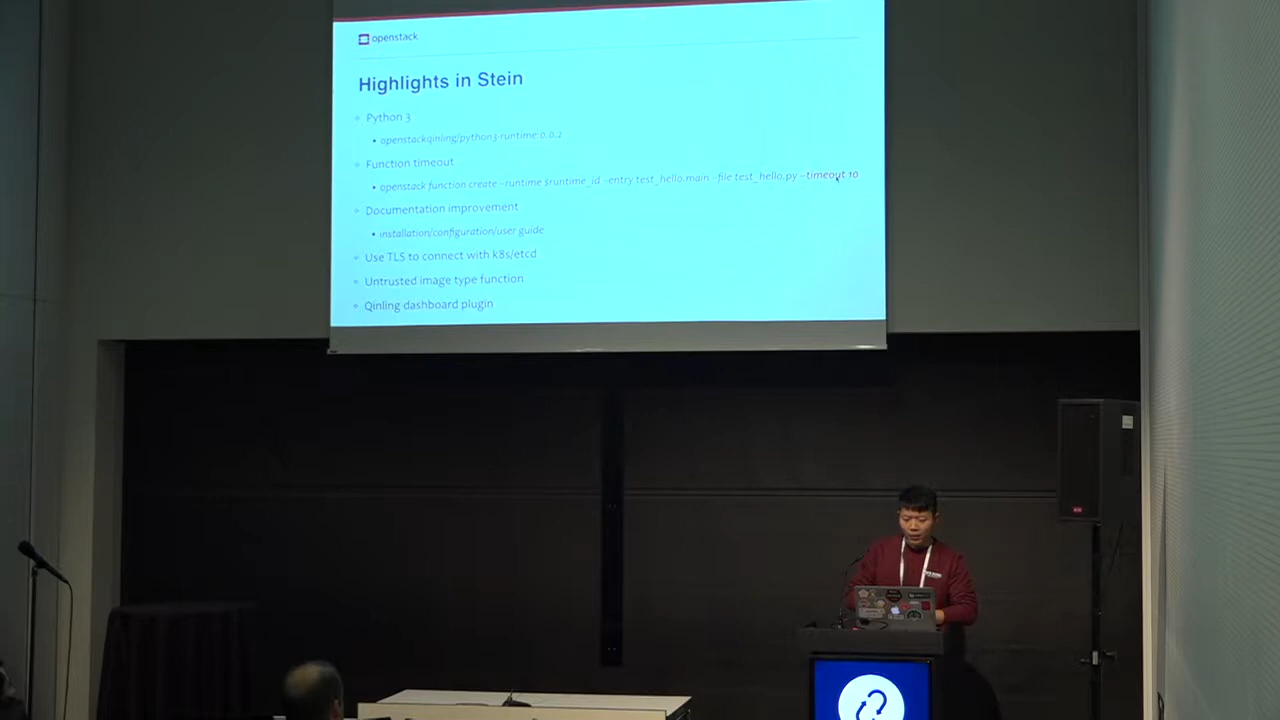 openstack
Highlights in Stein
Python 3
openstackqinling/python3-runtime:0.0.2
Function timeout
openstack function create --runtime $runtime_id --entry test_hello.main --file test_hello.py --timeout 10
Documentation improvement
installation/configuration/user guide
Use TLS to connect with k8s/etcd
Untrusted image type function
Qinling dashboard plugin